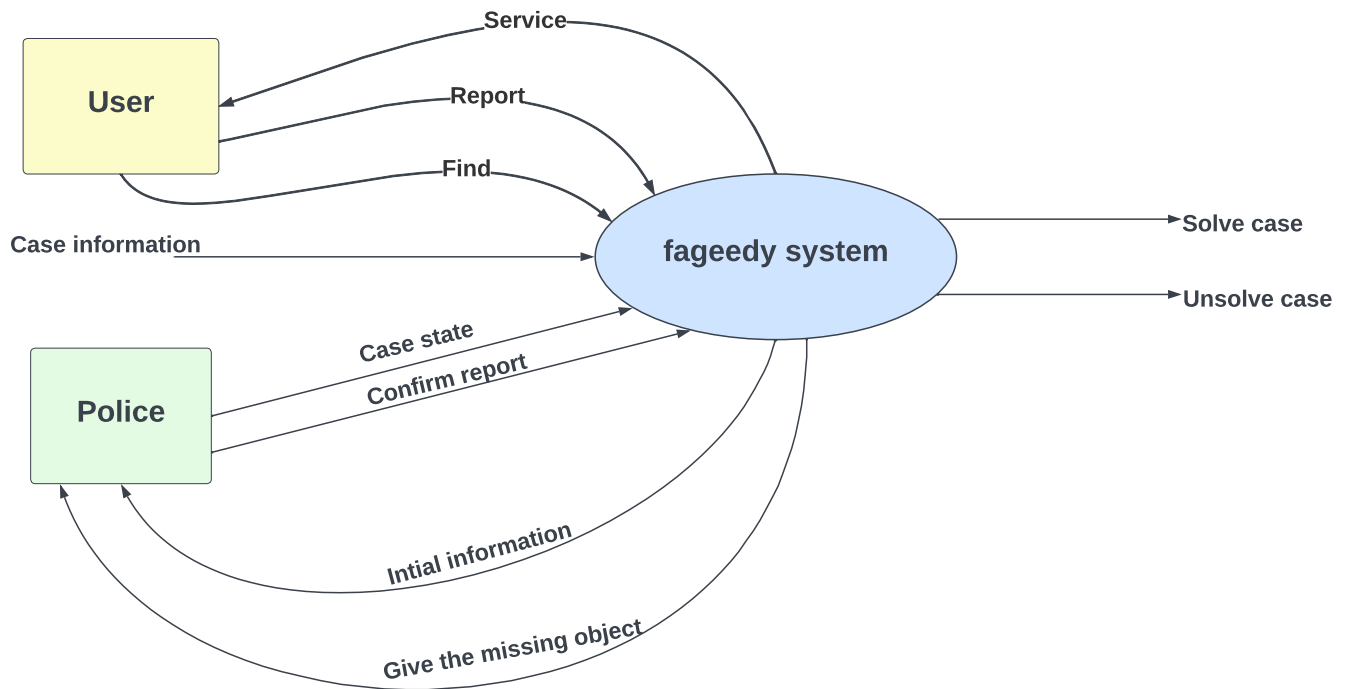 Service
User
Report
Find
Case information
fageedy system
Solve case
Unsolve case
Case state
Confirm report
Police
Intial information
Give the missing object